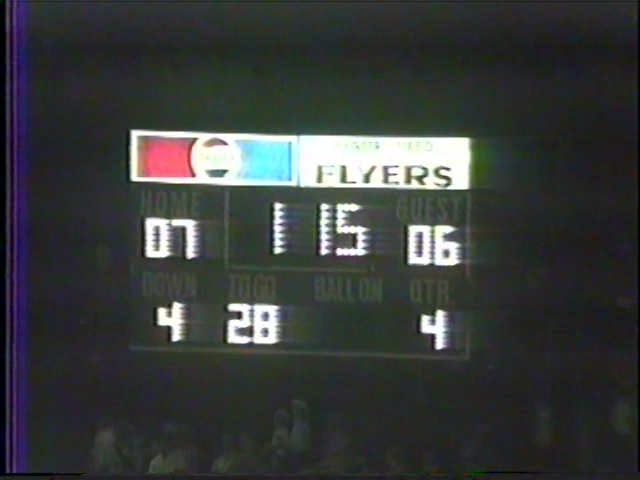 FLYERS
HOME 1 15 GUEST
07 06
DOWN TO GO BALL ON QTR.
4 28 4